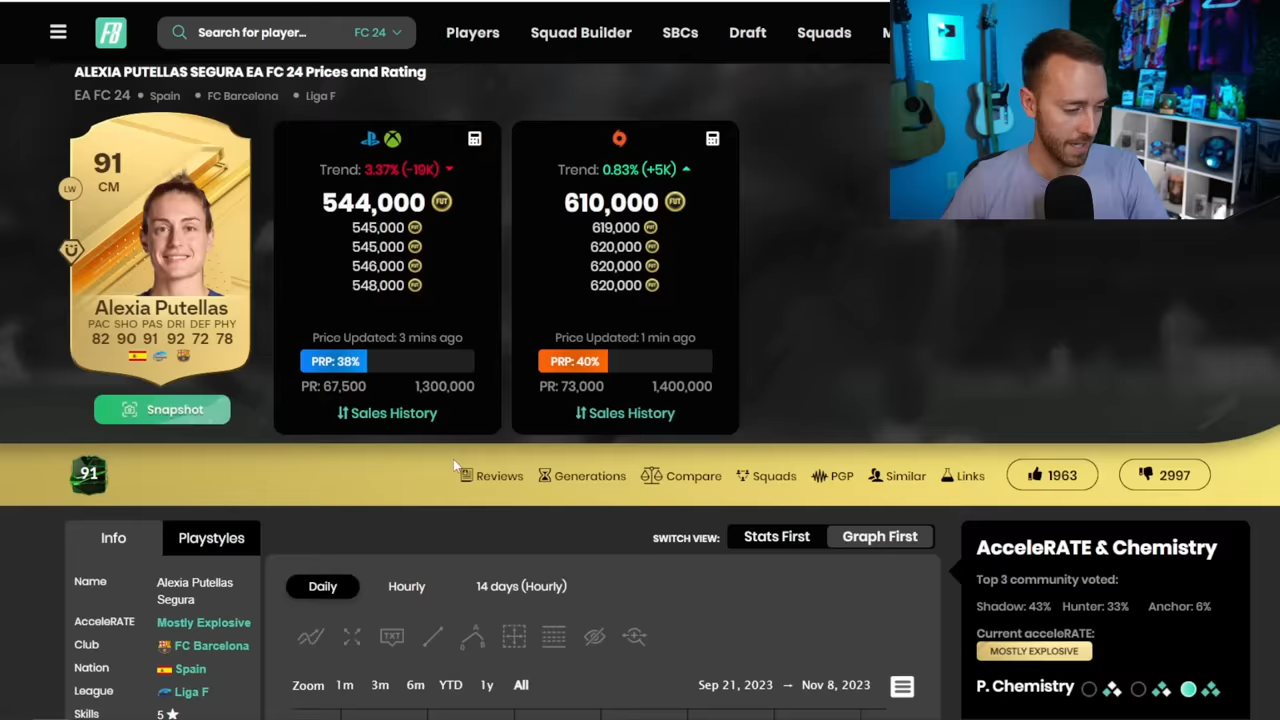 FB
Search for player...
FC 24
Players
Squad Builder
SBCs
Draft
Squads
M
ALEXIA PUTELLAS SEGURA EA FC 24 Prices and Rating
EA FC 24 • Spain • FC Barcelona • Liga F
91
CM
LW
Alexia Putellas
PAC SHO PAS DRI DEF PHY
82 90 91 92 72 78
Snapshot
Trend: 3.37% (-19K)
544,000 FUT
545,000
545,000
546,000
548,000
Price Updated: 3 mins ago
PRP: 38%
PR: 67,500 1,300,000
Sales History
Trend: 0.83% (+5K)
610,000 FUT
619,000
620,000
620,000
620,000
Price Updated: 1 min ago
PRP: 40%
PR: 73,000 1,400,000
Sales History
91
Reviews
Generations
Compare
Squads
PGP
Similar
Links
1963
2997
Info
Playstyles
Name Alexia Putellas Segura
AcceleRATE Mostly Explosive
Club FC Barcelona
Nation Spain
League Liga F
Skills 5
SWITCH VIEW: Stats First Graph First
Daily Hourly 14 days (Hourly)
TXT
Zoom 1m 3m 6m YTD 1y All
Sep 21, 2023 → Nov 8, 2023
AcceleRATE & Chemistry
Top 3 community voted:
Shadow: 43% Hunter: 33% Anchor: 6%
Current acceleRATE:
MOSTLY EXPLOSIVE
P. Chemistry